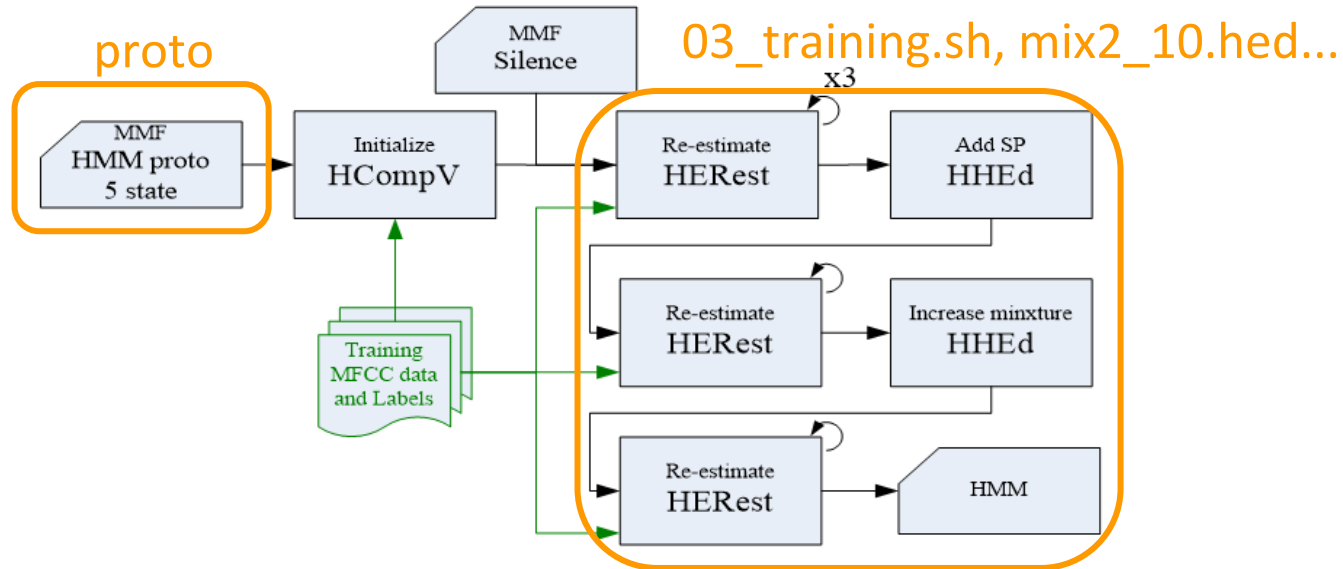 proto
03_training.sh, mix2_10.hed...
MMF
Silence
x3
MMF
HMM proto
5 state
Initialize
HCompV
Re-estimate
HERest
Add SP
HHEd
Re-estimate
HERest
Increase minxture
HHEd
Training
MFCC data
and Labels
Re-estimate
HERest
HMM